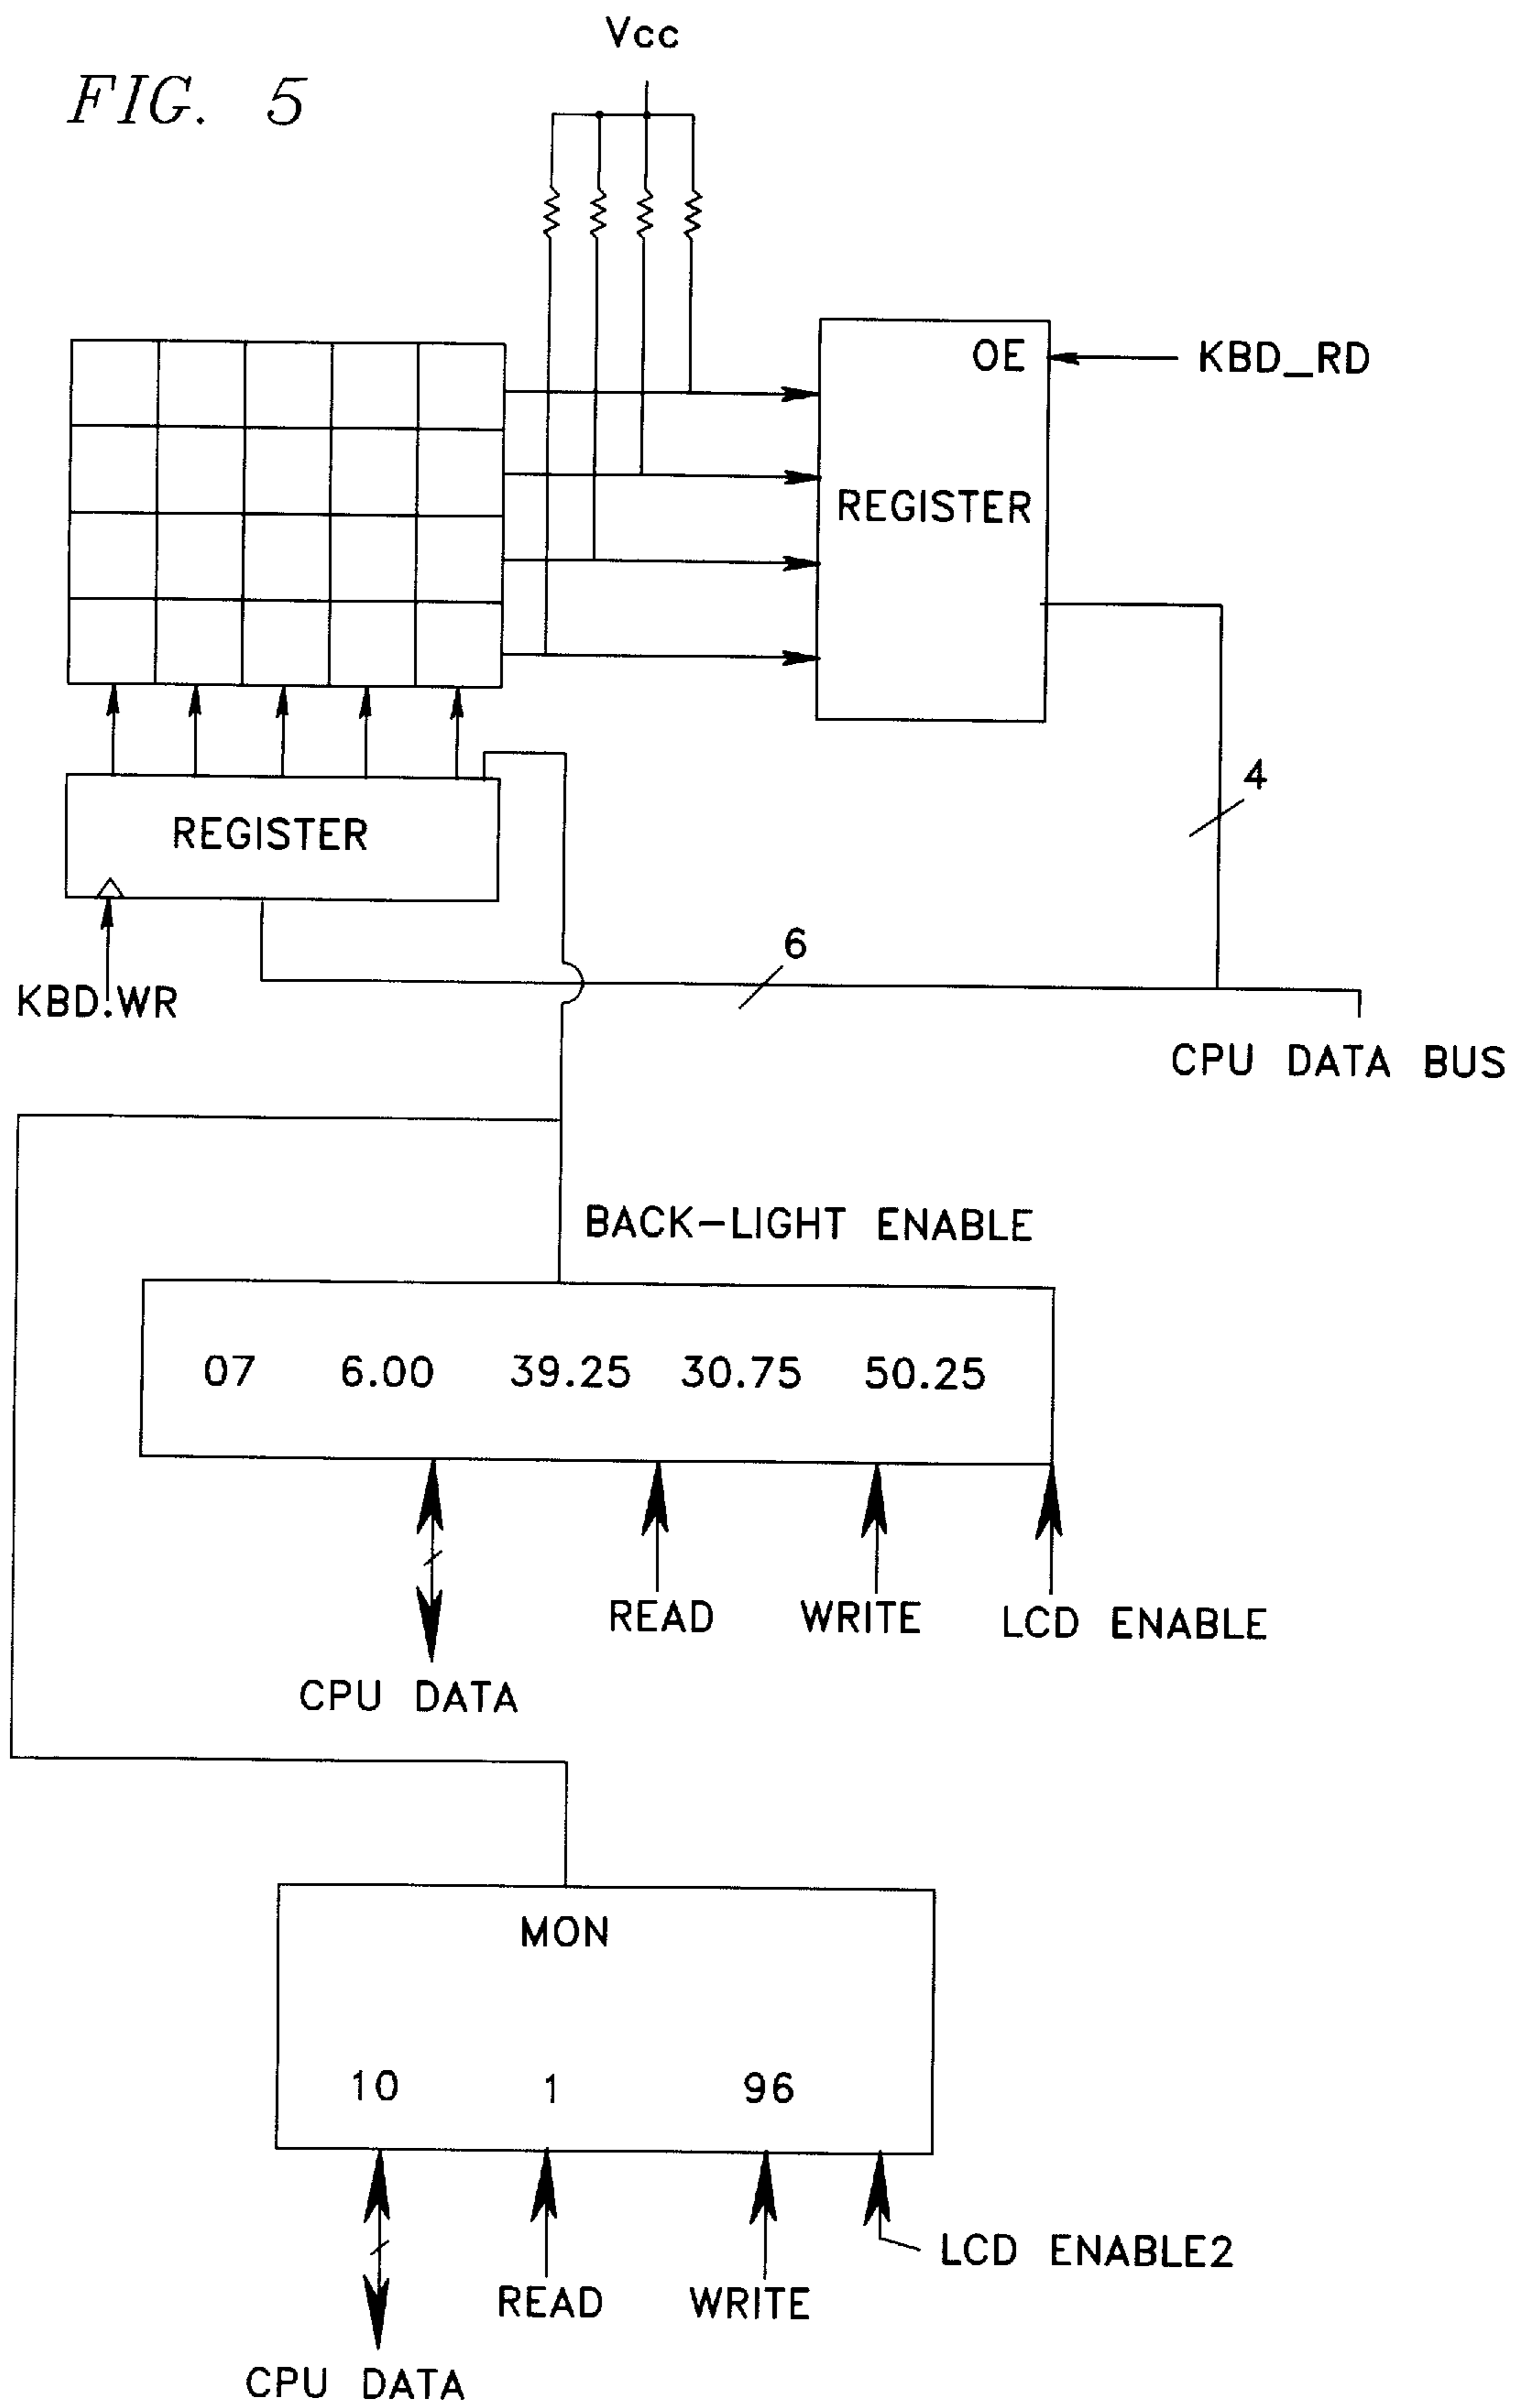 Vcc
FIG. 5
OE
KBD_RD
REGISTER
4
REGISTER
6
KBD.WR
CPU DATA BUS
BACK-LIGHT ENABLE
07 6.00 39.25 30.75 50.25
READ WRITE LCD ENABLE
CPU DATA
MON
10 1 96
LCD ENABLE2
READ WRITE
CPU DATA